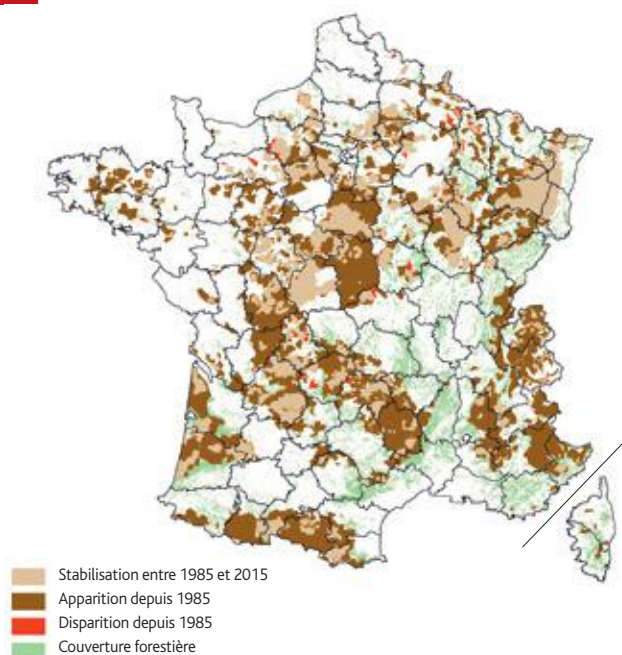 Stabilisation entre 1985 et 2015
Apparition depuis 1985
Disparition depuis 1985
Couverture forestière